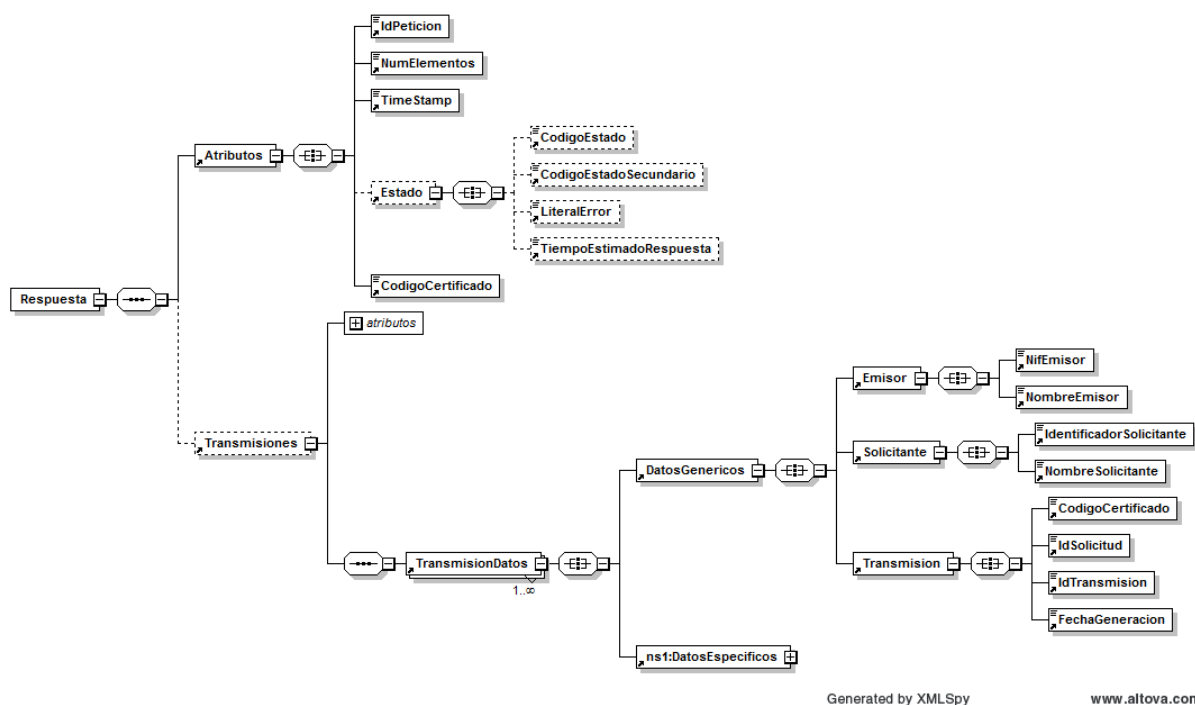 IdPeticion
NumElementos
TimeStamp
Atributos
CodigoEstado
CodigoEstadoSecundario
Estado
LiteralError
TiempoEstimadoRespuesta
CodigoCertificado
Respuesta
atributos
Transmisiones
NifEmisor
Emisor
NombreEmisor
IdentificadorSolicitante
Solicitante
NombreSolicitante
DatosGenericos
CodigoCertificado
IdSolicitud
TransmisionDatos
1..∞
Transmision
IdTransmision
FechaGeneracion
ns1:DatosEspecificos
Generated by XMLSpy
www.altova.com